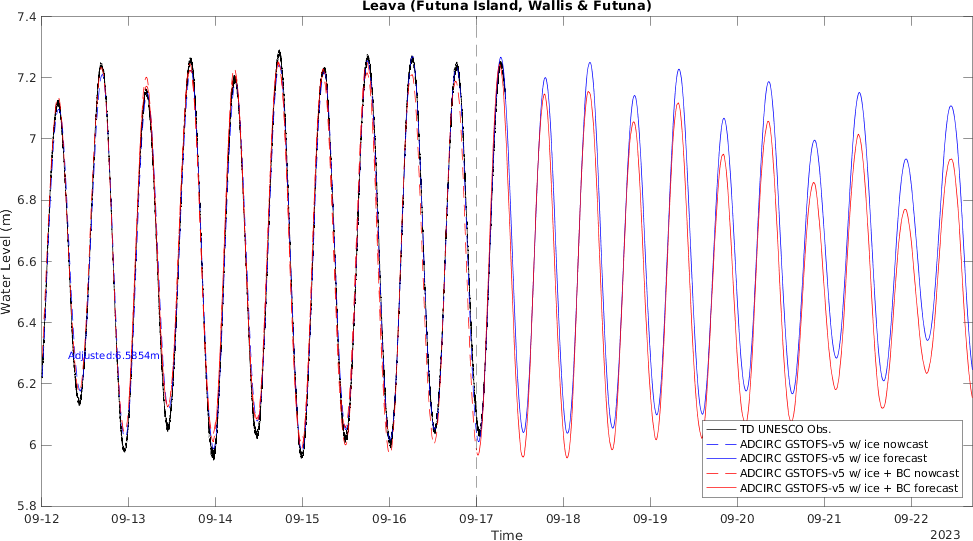 Leava (Futuna Island, Wallis & Futuna)
7.4
7.2
7
6.8
6.6
6.4
6.2
6
5.8
Water Level (m)
Adjusted:6.5354m
TD UNESCO Obs.
ADCIRC GSTOFS-v5 w/ ice nowcast
ADCIRC GSTOFS-v5 w/ ice forecast
ADCIRC GSTOFS-v5 w/ ice + BC nowcast
ADCIRC GSTOFS-v5 w/ ice + BC forecast
09-12 09-13 09-14 09-15 09-16 09-17 09-18 09-19 09-20 09-21 09-22
Time
2023